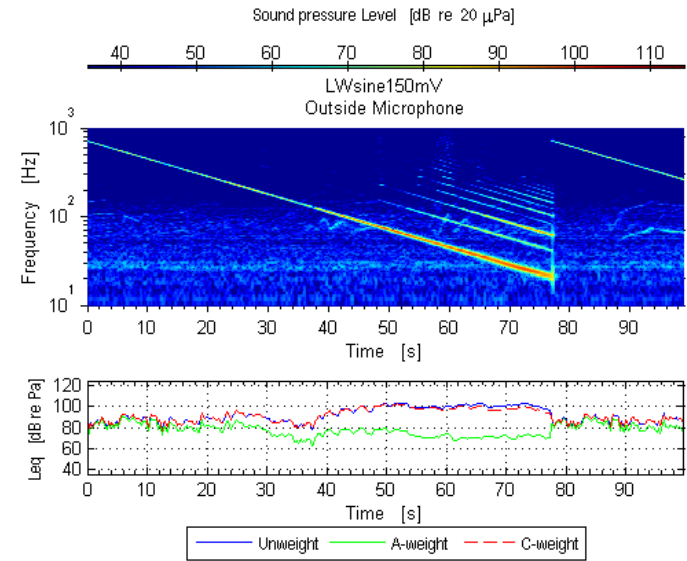 Sound pressure Level [dB re 20 μPa]
40 50 60 70 80 90 100 110
LWsine150mV
Outside Microphone
Frequency [Hz]
10^3
10^2
10^1
0 10 20 30 40 50 60 70 80 90
Time [s]
Leq [dB re Pa]
120
100
80
60
40
0 10 20 30 40 50 60 70 80 90
Time [s]
Unweight A-weight C-weight